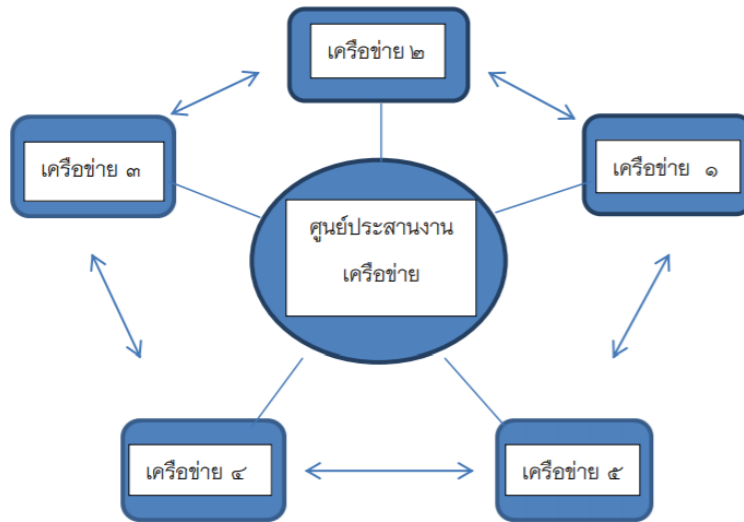 เครือข่าย ๒
เครือข่าย ๓
เครือข่าย ๑
ศูนย์ประสานงาน
เครือข่าย
เครือข่าย ๔
เครือข่าย ๕